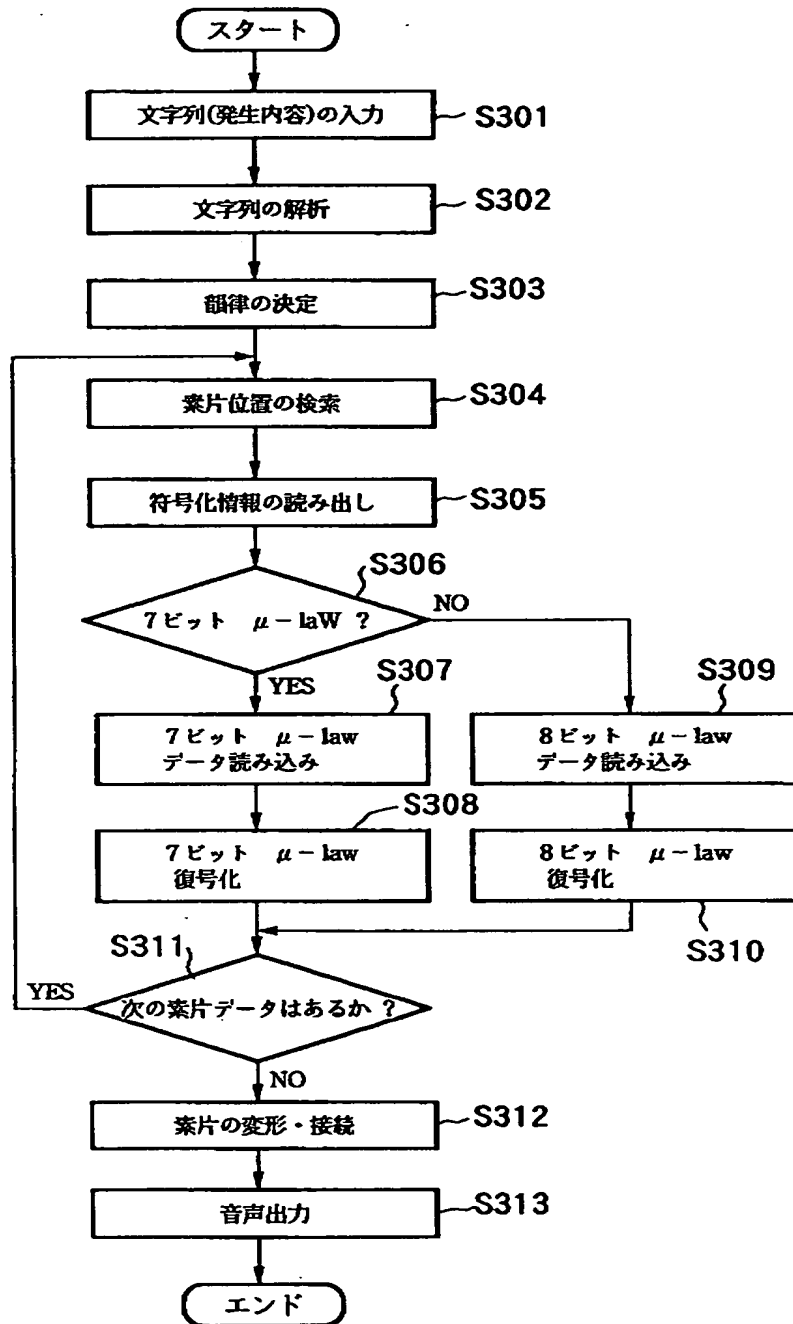 スタート
文字列(発生内容)の入力
S301
文字列の解析
S302
韻律の決定
S303
素片位置の検索
S304
符号化情報の読み出し
S305
S306
7ビット μ-laW ?
NO
YES
S307
7ビット μ-law
データ読み込み
S309
8ビット μ-law
データ読み込み
S308
7ビット μ-law
復号化
8ビット μ-law
復号化
S310
S311
YES
次の素片データはあるか ?
NO
素片の変形・接続
S312
音声出力
S313
エンド